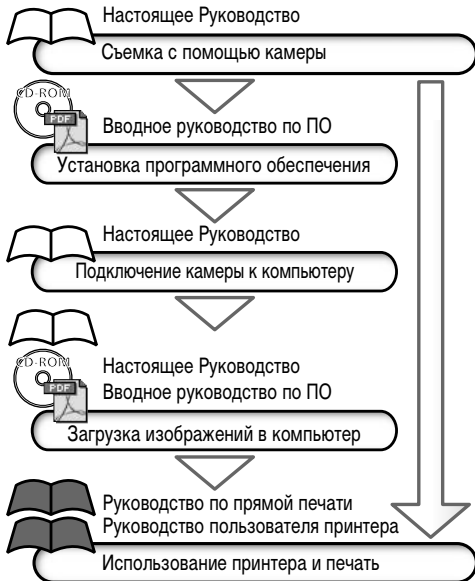 Настоящее Руководство
Съемка с помощью камеры
CD-ROM
PDF
Вводное руководство по ПО
Установка программного обеспечения
Настоящее Руководство
Подключение камеры к компьютеру
CD-ROM
PDF
Настоящее Руководство
Вводное руководство по ПО
Загрузка изображений в компьютер
Руководство по прямой печати
Руководство пользователя принтера
Использование принтера и печать